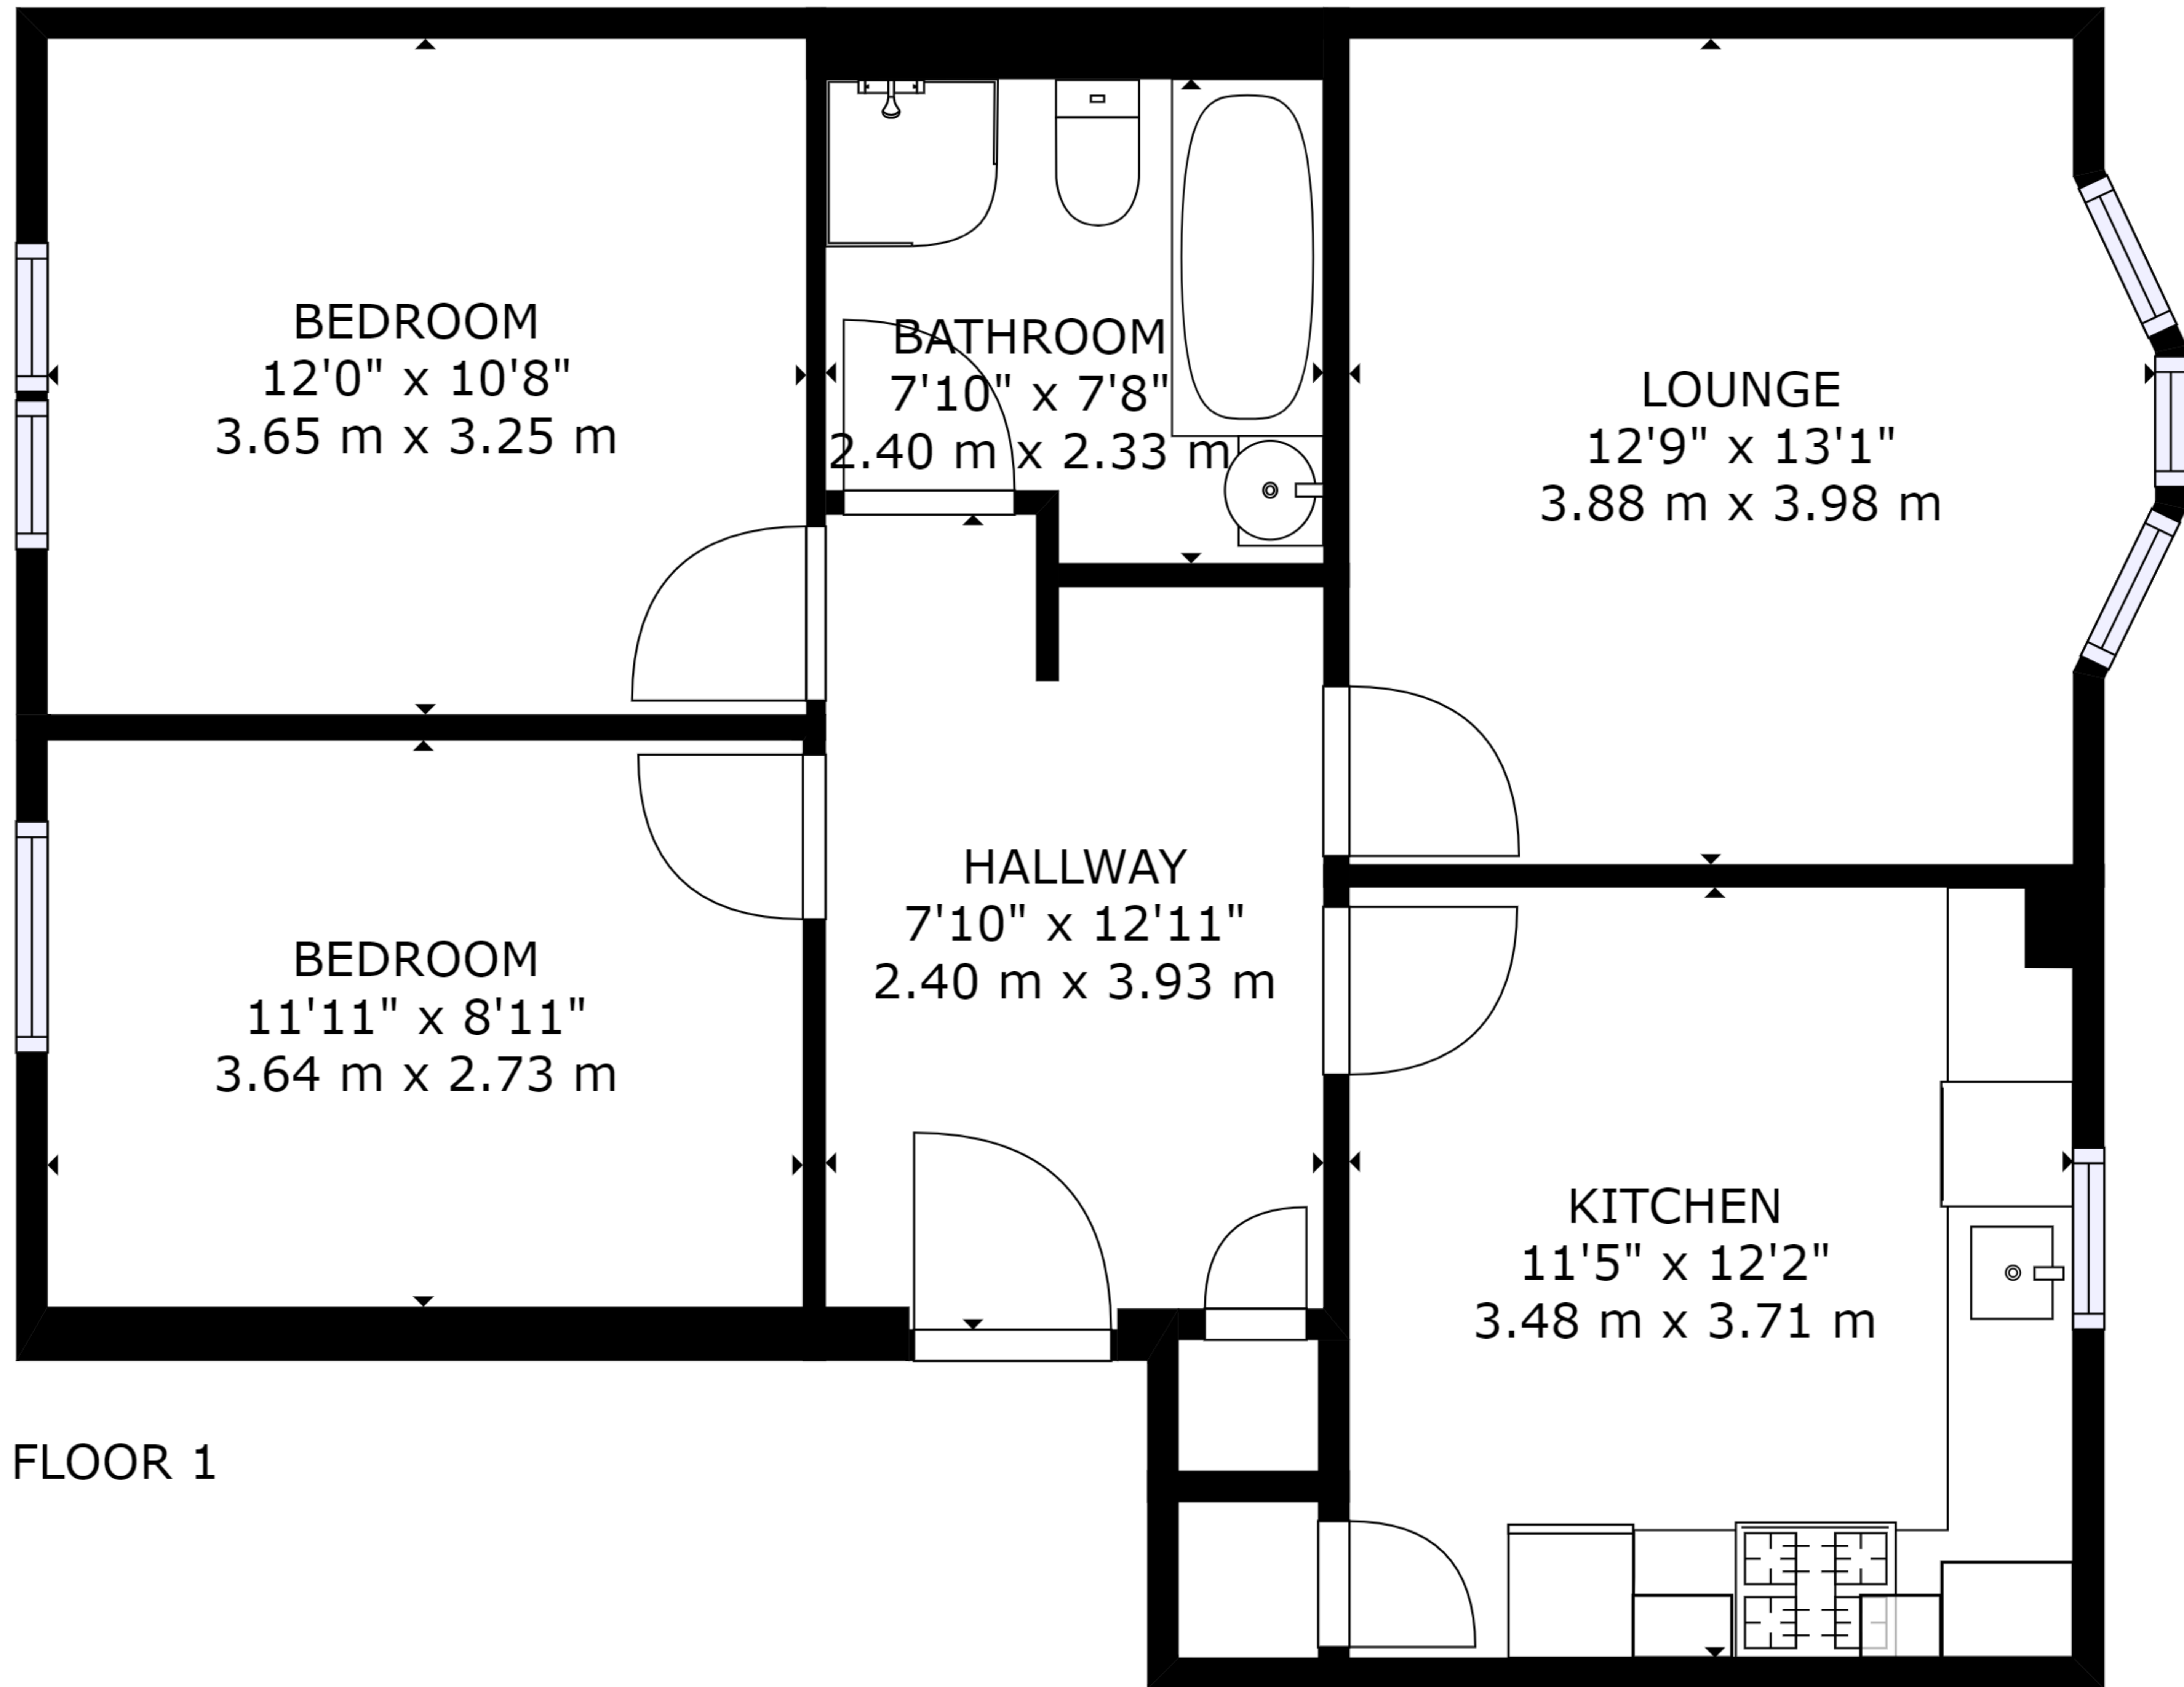 BEDROOM
12'0" x 10'8"
3.65 m x 3.25 m
BATHROOM
7'10" x 7'8"
2.40 m x 2.33 m
LOUNGE
12'9" x 13'1"
3.88 m x 3.98 m
HALLWAY
7'10" x 12'11"
2.40 m x 3.93 m
BEDROOM
11'11" x 8'11"
3.64 m x 2.73 m
KITCHEN
11'5" x 12'2"
3.48 m x 3.71 m
FLOOR 1